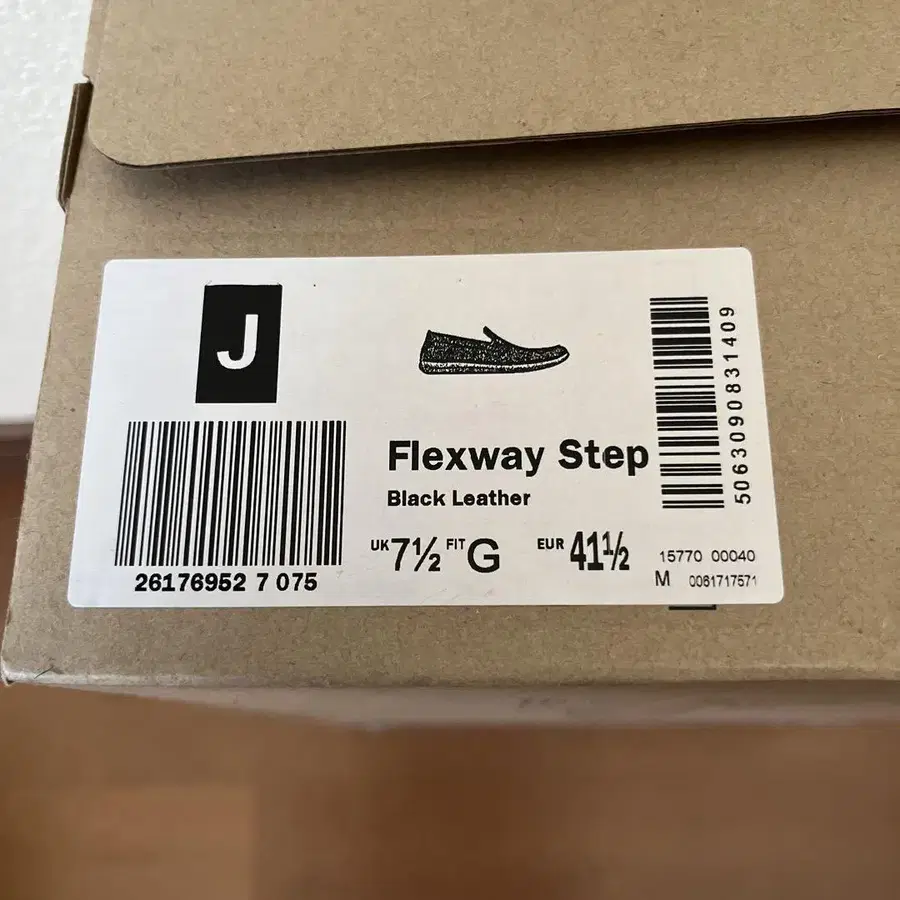 J
26176952 7 075
Flexway Step
Black Leather
UK 7½ FIT G EUR 41½
5063090831409
15770 00040
M 0061717571